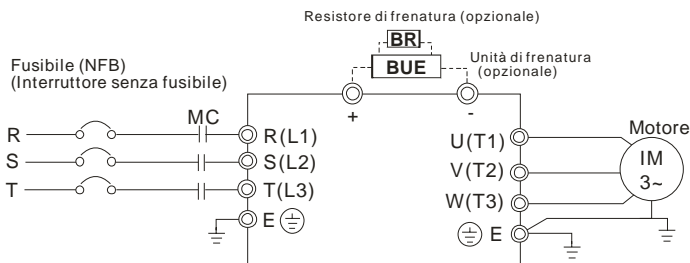 Resistore di frenatura (opzionale)
BR
BUE
Unità di frenatura
(opzionale)
Fusibile (NFB)
(Interruttore senza fusibile)
+
-
MC
R
R(L1)
U(T1)
Motore
S
S(L2)
V(T2)
IM
3~
T
T(L3)
W(T3)
E
E